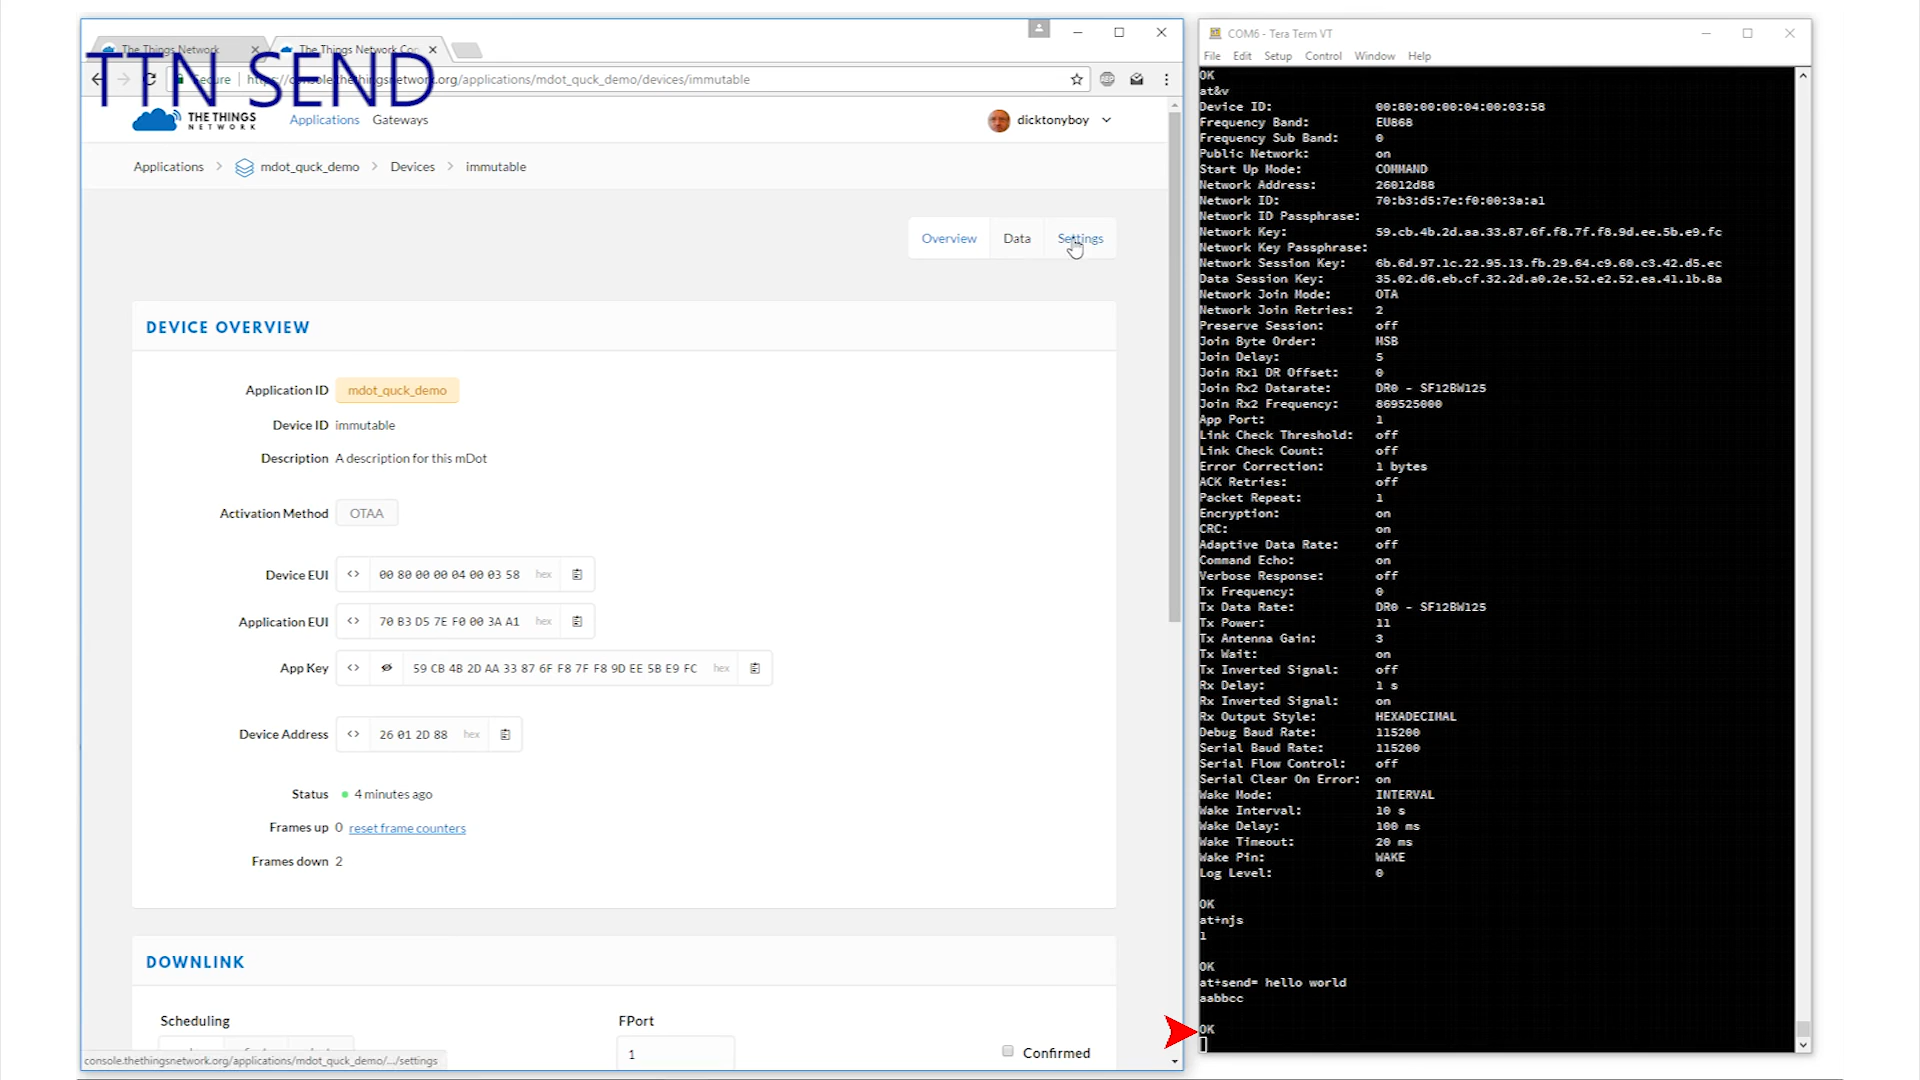 TTN SEND
The Things Network
The Things Network Con
Secure https://console.thethingsnetwork.org/applications/mdot_quck_demo/devices/immutable
THE THINGS NETWORK
Applications Gateways
dicktonyboy
Applications mdot_quck_demo Devices immutable
Overview Data Settings
DEVICE OVERVIEW
Application ID mdot_quck_demo
Device ID immutable
Description A description for this mDot
Activation Method OTAA
Device EUI <> 00 80 00 00 04 00 03 58 hex
Application EUI <> 70 B3 D5 7E F0 00 3A A1 hex
App Key <> 59 CB 4B 2D AA 33 87 6F F8 7F F8 9D EE 5B E9 FC hex
Device Address <> 26 01 2D 88 hex
Status 4 minutes ago
Frames up 0 reset frame counters
Frames down 2
DOWNLINK
Scheduling
FPort
1
Confirmed
console.thethingsnetwork.org/applications/mdot_quck_demo/.../settings
COM6 - Tera Term VT
File Edit Setup Control Window Help
OK
at&v
Device ID: 00:80:00:00:04:00:03:58
Frequency Band: EU868
Frequency Sub Band: 0
Public Network: on
Start Up Mode: COMMAND
Network Address: 26012d88
Network ID: 70:b3:d5:7e:f0:00:3a:a1
Network ID Passphrase:
Network Key: 59.cb.4b.2d.aa.33.87.6f.f8.7f.f8.9d.ee.5b.e9.fc
Network Key Passphrase:
Network Session Key: 6b.6d.97.1c.22.95.13.fb.29.64.c9.60.c3.42.d5.ec
Data Session Key: 35.02.d6.eb.cf.32.2d.a0.2e.52.e2.52.ea.41.1b.8a
Network Join Mode: OTA
Network Join Retries: 2
Preserve Session: off
Join Byte Order: MSB
Join Delay: 5
Join Rx1 DR Offset: 0
Join Rx2 Datarate: DR0 - SF12BW125
Join Rx2 Frequency: 869525000
App Port: 1
Link Check Threshold: off
Link Check Count: off
Error Correction: 1 bytes
ACK Retries: off
Packet Repeat: 1
Encryption: on
CRC: on
Adaptive Data Rate: off
Command Echo: on
Verbose Response: off
Tx Frequency: 0
Tx Data Rate: DR0 - SF12BW125
Tx Power: 11
Tx Antenna Gain: 3
Tx Wait: on
Tx Inverted Signal: off
Rx Delay: 1 s
Rx Inverted Signal: on
Rx Output Style: HEXADECIMAL
Debug Baud Rate: 115200
Serial Baud Rate: 115200
Serial Flow Control: off
Serial Clear On Error: on
Wake Mode: INTERVAL
Wake Interval: 10 s
Wake Delay: 100 ms
Wake Timeout: 20 ms
Wake Pin: WAKE
Log Level: 0
OK
at+njs
1
OK
at+send= hello world
aabbcc
OK